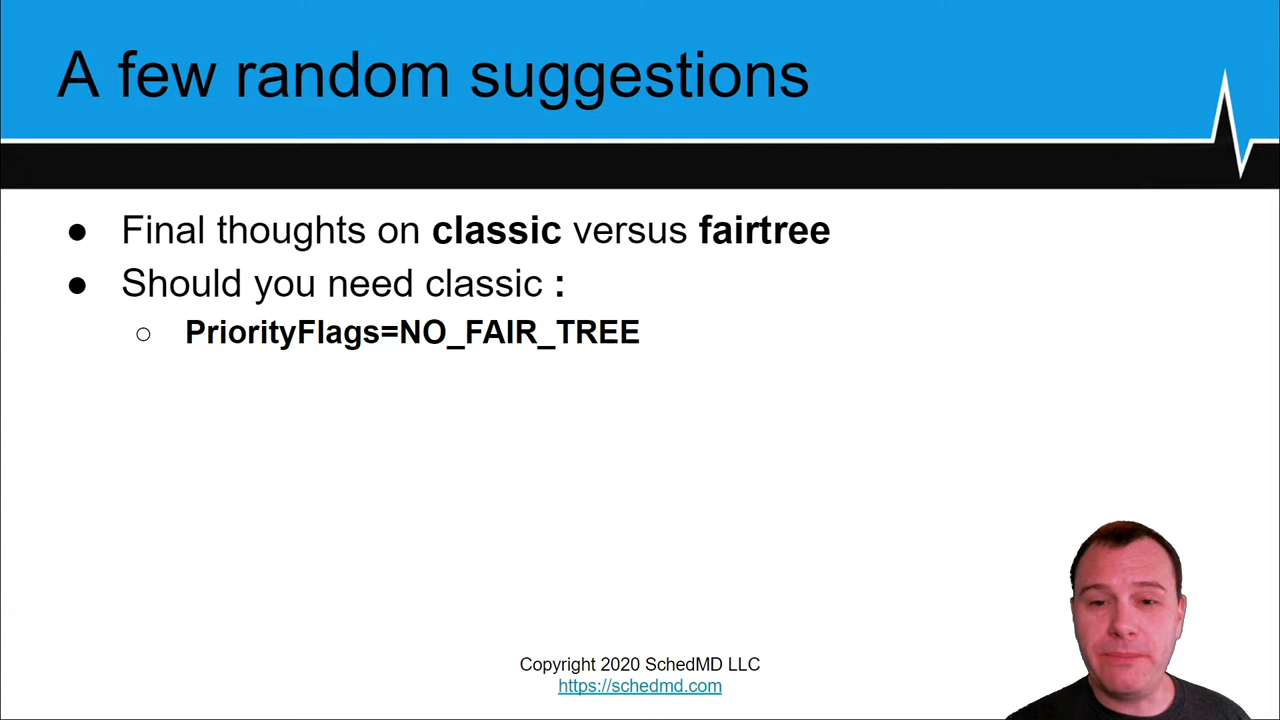 A few random suggestions
● Final thoughts on classic versus fairtree
● Should you need classic :
○ PriorityFlags=NO_FAIR_TREE
Copyright 2020 SchedMD LLC
https://schedmd.com